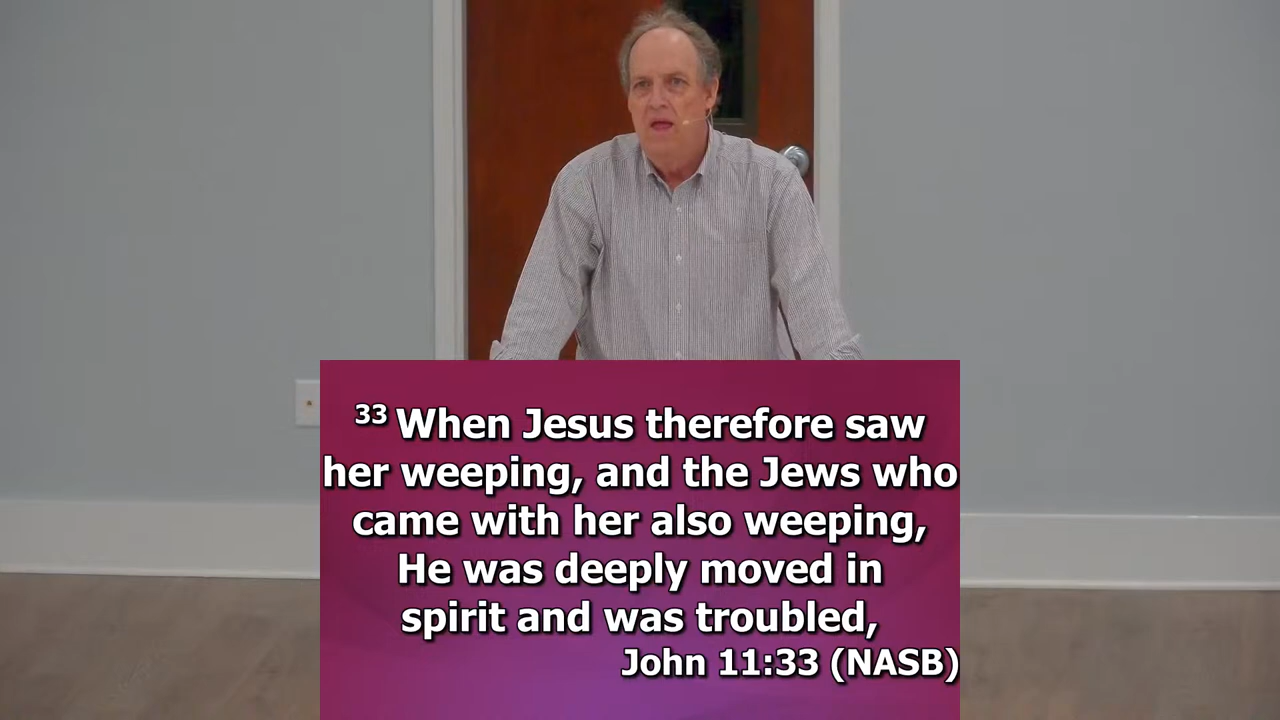 33 When Jesus therefore saw
her weeping, and the Jews who
came with her also weeping,
He was deeply moved in
spirit and was troubled,
John 11:33 (NASB)